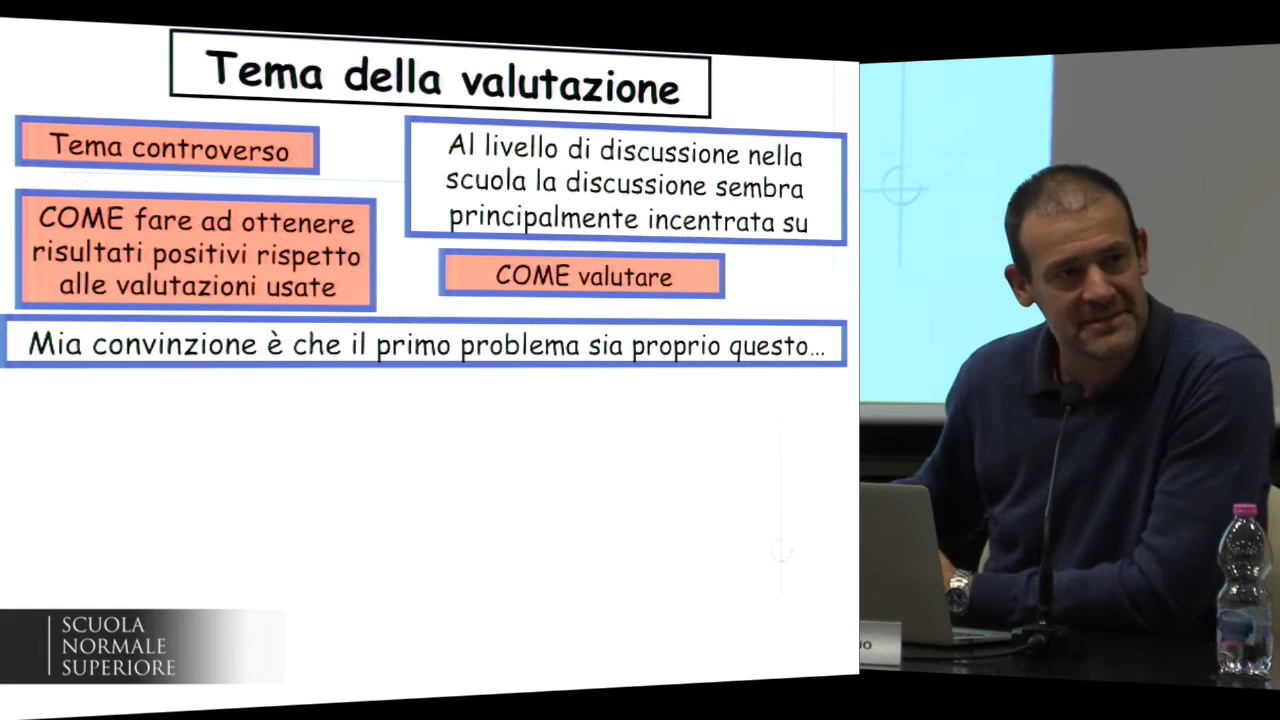 Tema della valutazione
Tema controverso
Al livello di discussione nella
scuola la discussione sembra
principalmente incentrata su
COME fare ad ottenere
risultati positivi rispetto
alle valutazioni usate
COME valutare
Mia convinzione è che il primo problema sia proprio questo...
SCUOLA
NORMALE
SUPERIORE